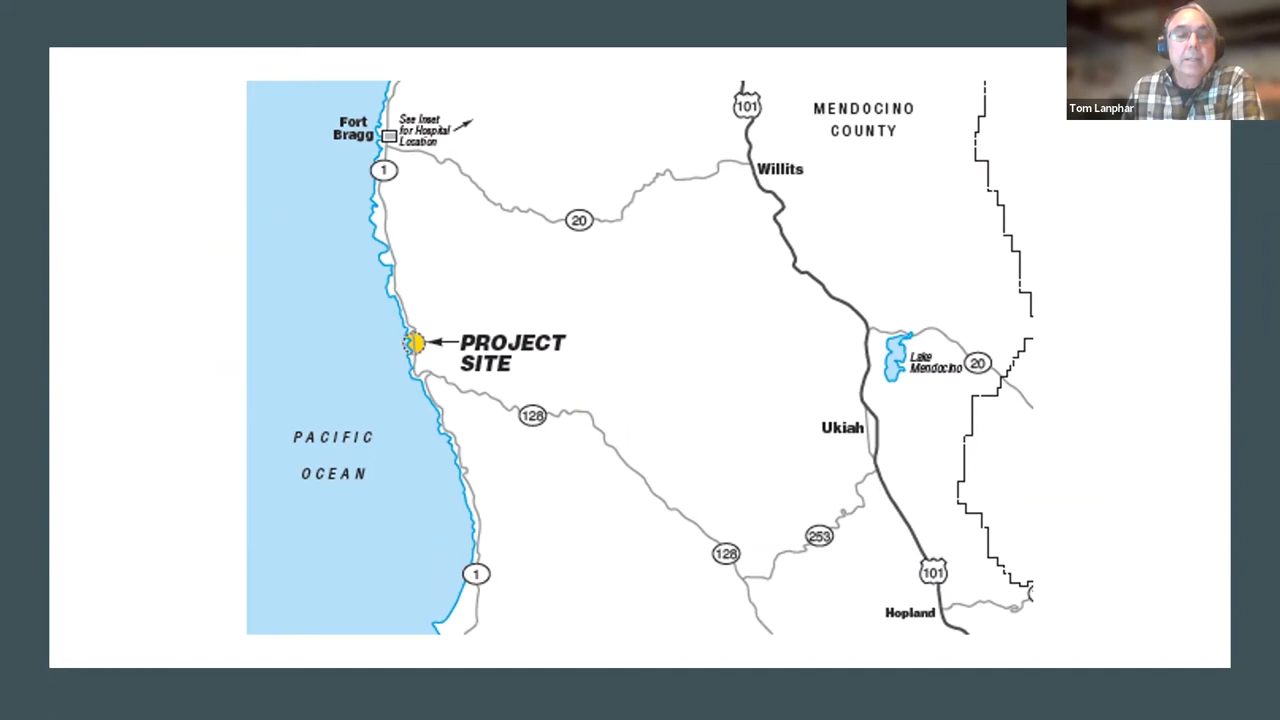 Tom Lanphar
Fort
Bragg
See Inset
for Hospital
Location
1
20
101
Willits
MENDOCINO
COUNTY
PROJECT
SITE
Lake
Mendocino
20
128
Ukiah
PACIFIC
OCEAN
128
253
1
101
Hopland